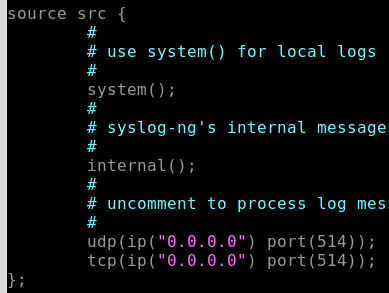 source src {
        #
        # use system() for local logs
        #
        system();
        #
        # syslog-ng's internal message
        #
        internal();
        #
        # uncomment to process log mes
        #
        udp(ip("0.0.0.0") port(514));
        tcp(ip("0.0.0.0") port(514));
};